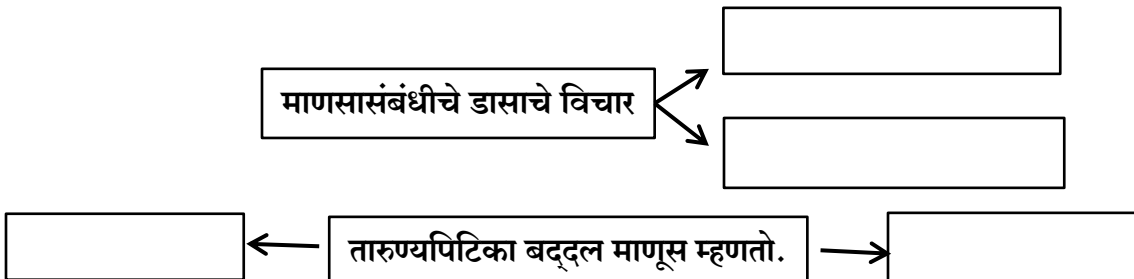 माणसासंबंधीचे डासाचे विचार
तारुण्यपिटिका बद्‌दल माणूस म्हणतो.